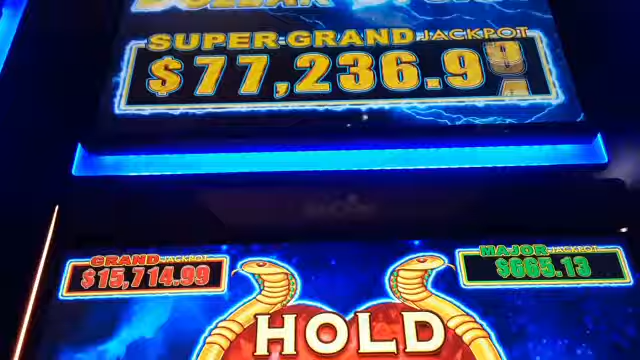 SUPER GRAND JACKPOT
$77,236.9
GRAND JACKPOT
$15,714.99
MAJOR JACKPOT
$665.13
HOLD